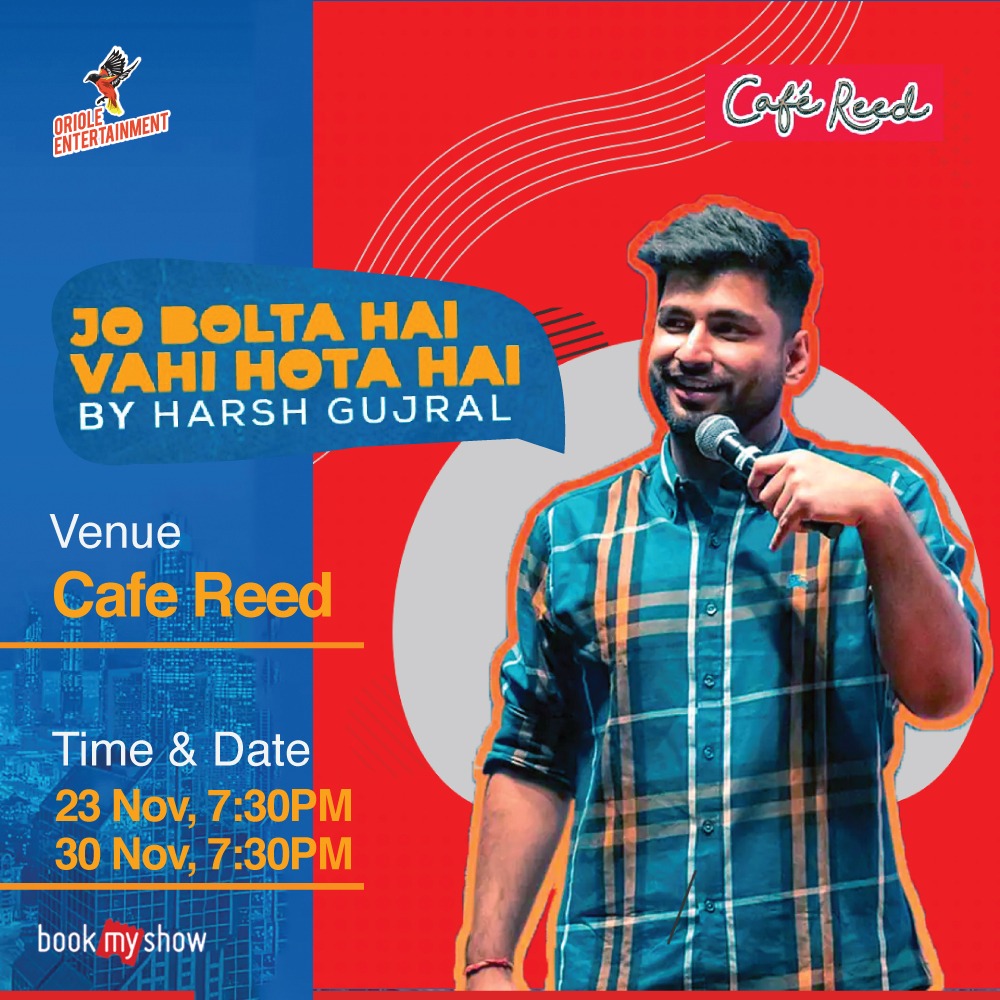 ORIOLE
ENTERTAINMENT
Café Reed
JO BOLTA HAI
VAHI HOTA HAI
BY HARSH GUJRAL
Venue
Cafe Reed
Time & Date
23 Nov, 7:30PM
30 Nov, 7:30PM
book my show